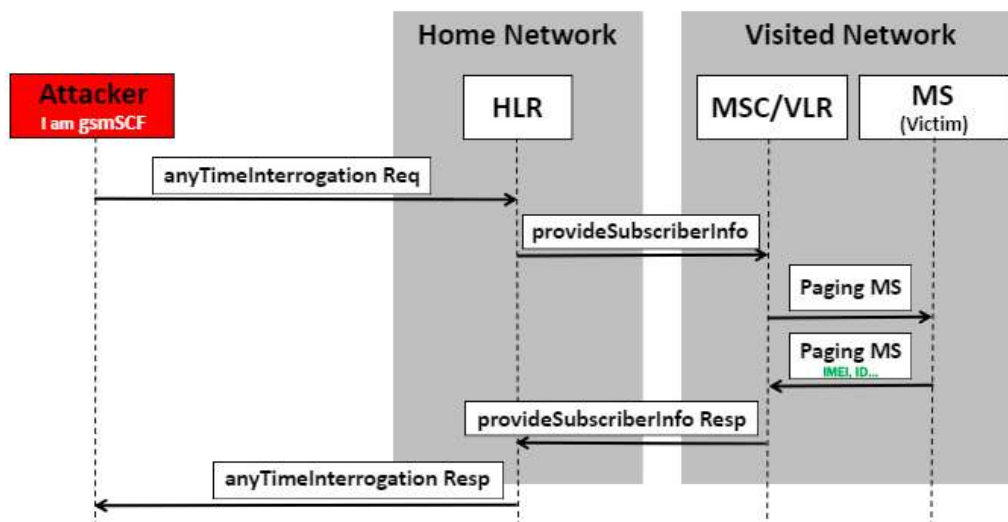 Home Network
Visited Network
Attacker
I am gsmSCF
HLR
MSC/VLR
MS
(Victim)
anyTimeInterrogation Req
provideSubscriberInfo
Paging MS
Paging MS
IMEI, ID...
provideSubscriberInfo Resp
anyTimeInterrogation Resp